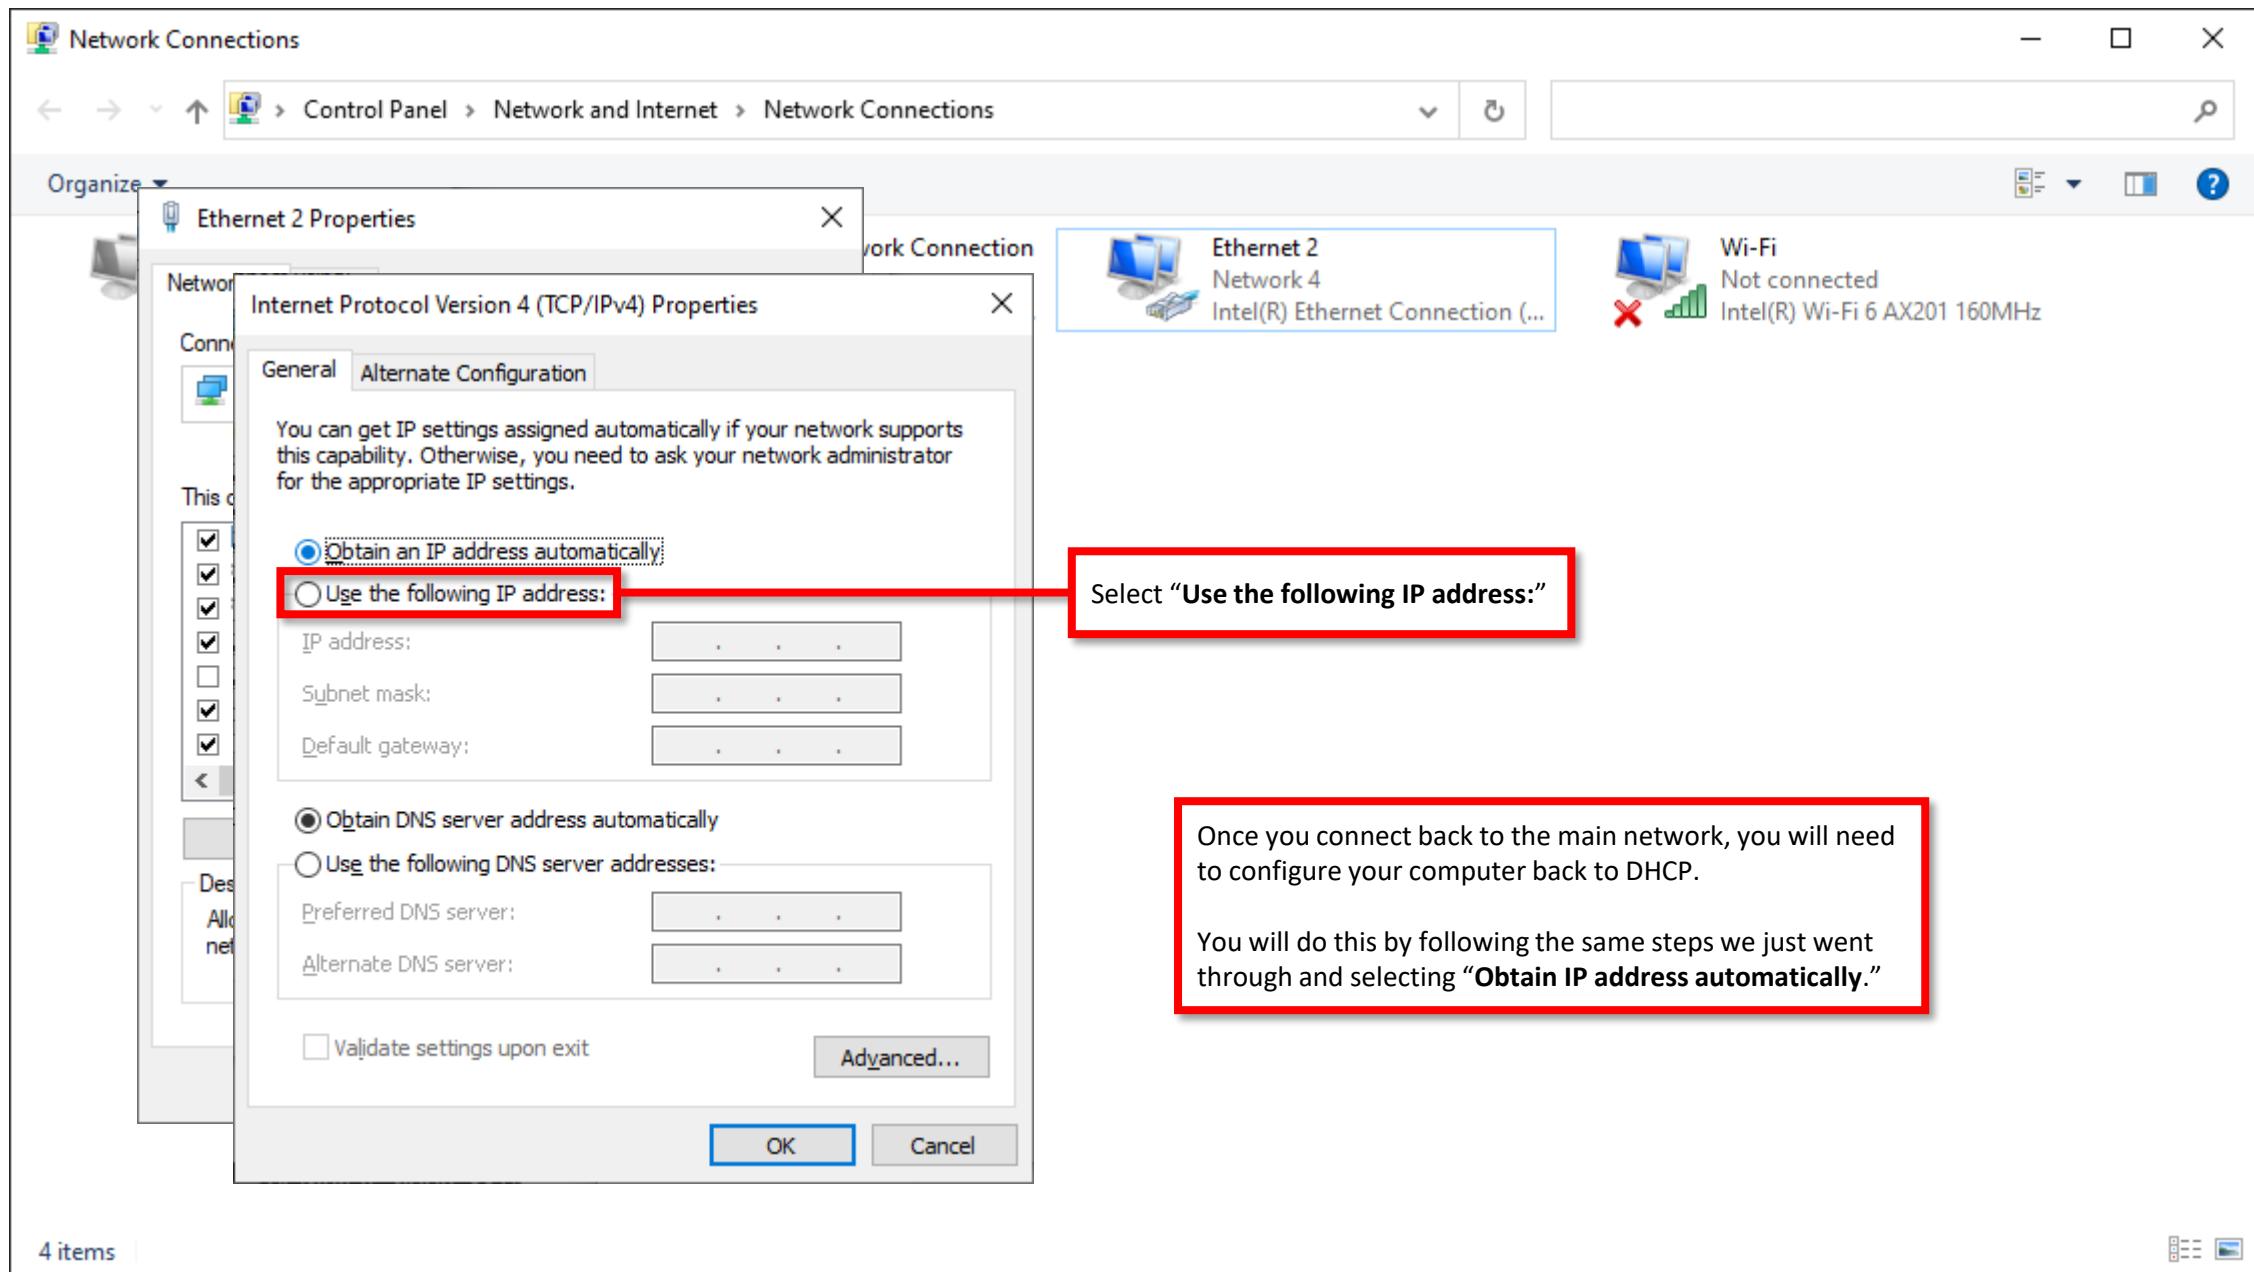 Network Connections
Control Panel > Network and Internet > Network Connections
Organize
Ethernet 2 Properties
Ethernet 2
Network 4
Intel(R) Ethernet Connection (...
Wi-Fi
Not connected
Intel(R) Wi-Fi 6 AX201 160MHz
Connection
Internet Protocol Version 4 (TCP/IPv4) Properties
General
Alternate Configuration
You can get IP settings assigned automatically if your network supports
this capability. Otherwise, you need to ask your network administrator
for the appropriate IP settings.
This
Obtain an IP address automatically
Use the following IP address:
IP address:
Subnet mask:
Default gateway:
Obtain DNS server address automatically
Use the following DNS server addresses:
Preferred DNS server:
Alternate DNS server:
Validate settings upon exit
Advanced...
OK
Cancel
Select “Use the following IP address:”
Once you connect back to the main network, you will need
to configure your computer back to DHCP.
You will do this by following the same steps we just went
through and selecting “Obtain IP address automatically.”
4 items